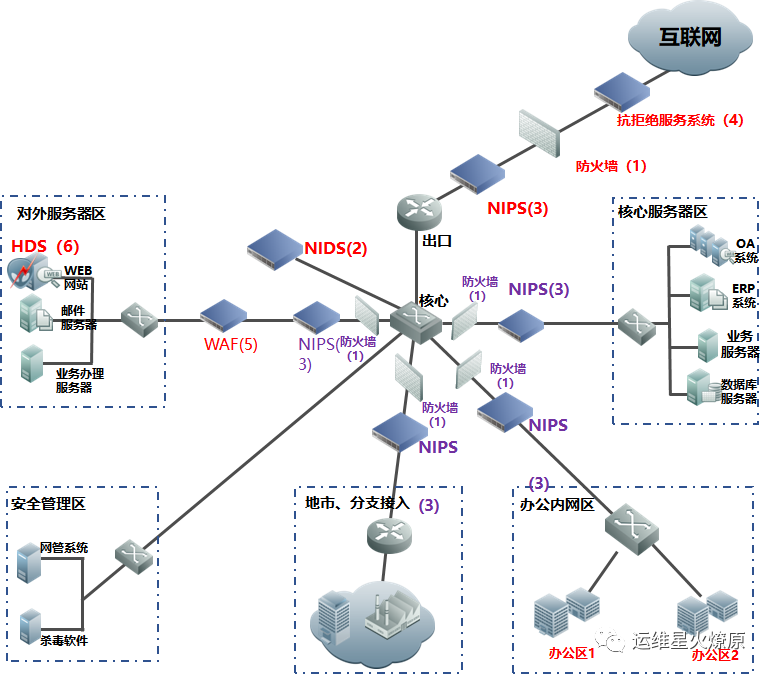 互联网
抗拒绝服务系统（4）
防火墙（1）
NIPS(3)
出口
对外服务器区
HDS（6）
WEB
网站
邮件
服务器
业务办理
服务器
WEB
NIDS(2)
核心
WAF(5)
NIPS(
3)
防火墙
(1)
防火墙
(1)
NIPS(3)
核心服务器区
OA
系统
ERP
系统
业务
服务器
数据库
服务器
防火墙
(1)
NIPS
防火墙
(1)
NIPS
安全管理区
网管系统
杀毒软件
地市、分支接入
(3)
(3)
办公内网区
办公区1
办公区2
运维星火燎原